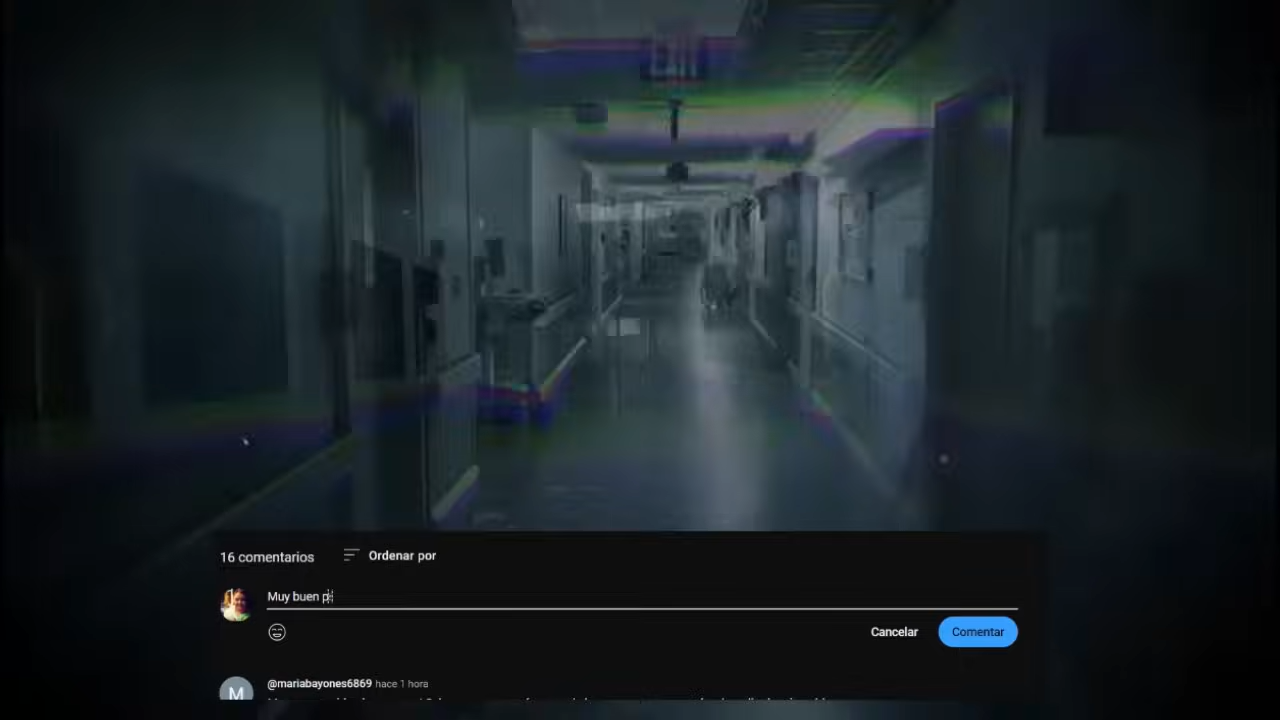 16 comentarios
Ordenar por
Muy buen p
Cancelar
Comentar
M
@mariabayones6869 hace 1 hora